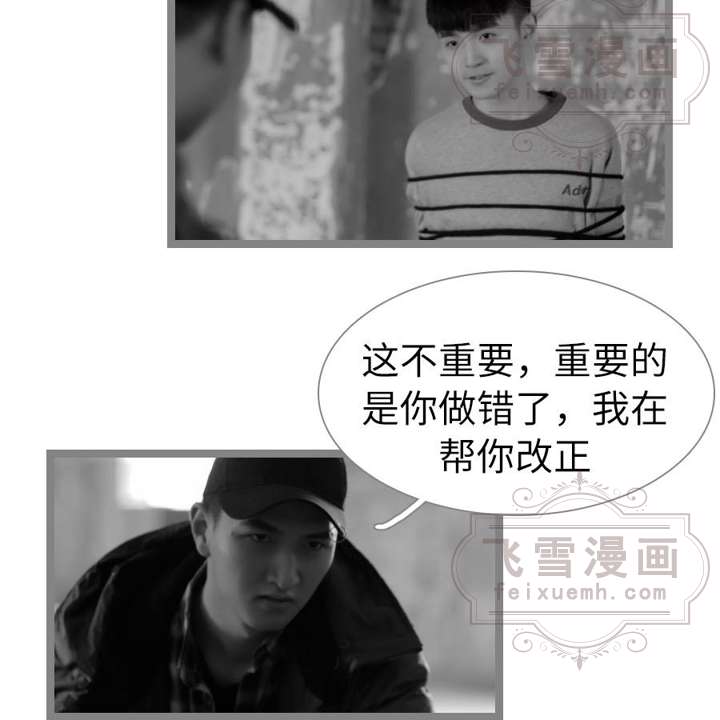 飞雪漫画
feixuemh.com
Adr
这不重要，重要的
是你做错了，我在
帮你改正
飞雪漫画
feixuemh.com